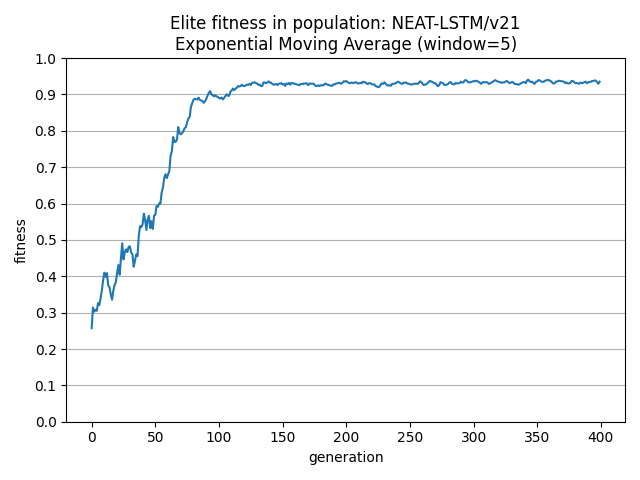 Elite fitness in population: NEAT-LSTM/v21
Exponential Moving Average (window=5)
1.0
0.9
0.8
0.7
0.6
0.5
0.4
0.3
0.2
0.1
0.0
fitness
0 50 100 150 200 250 300 350 400
generation